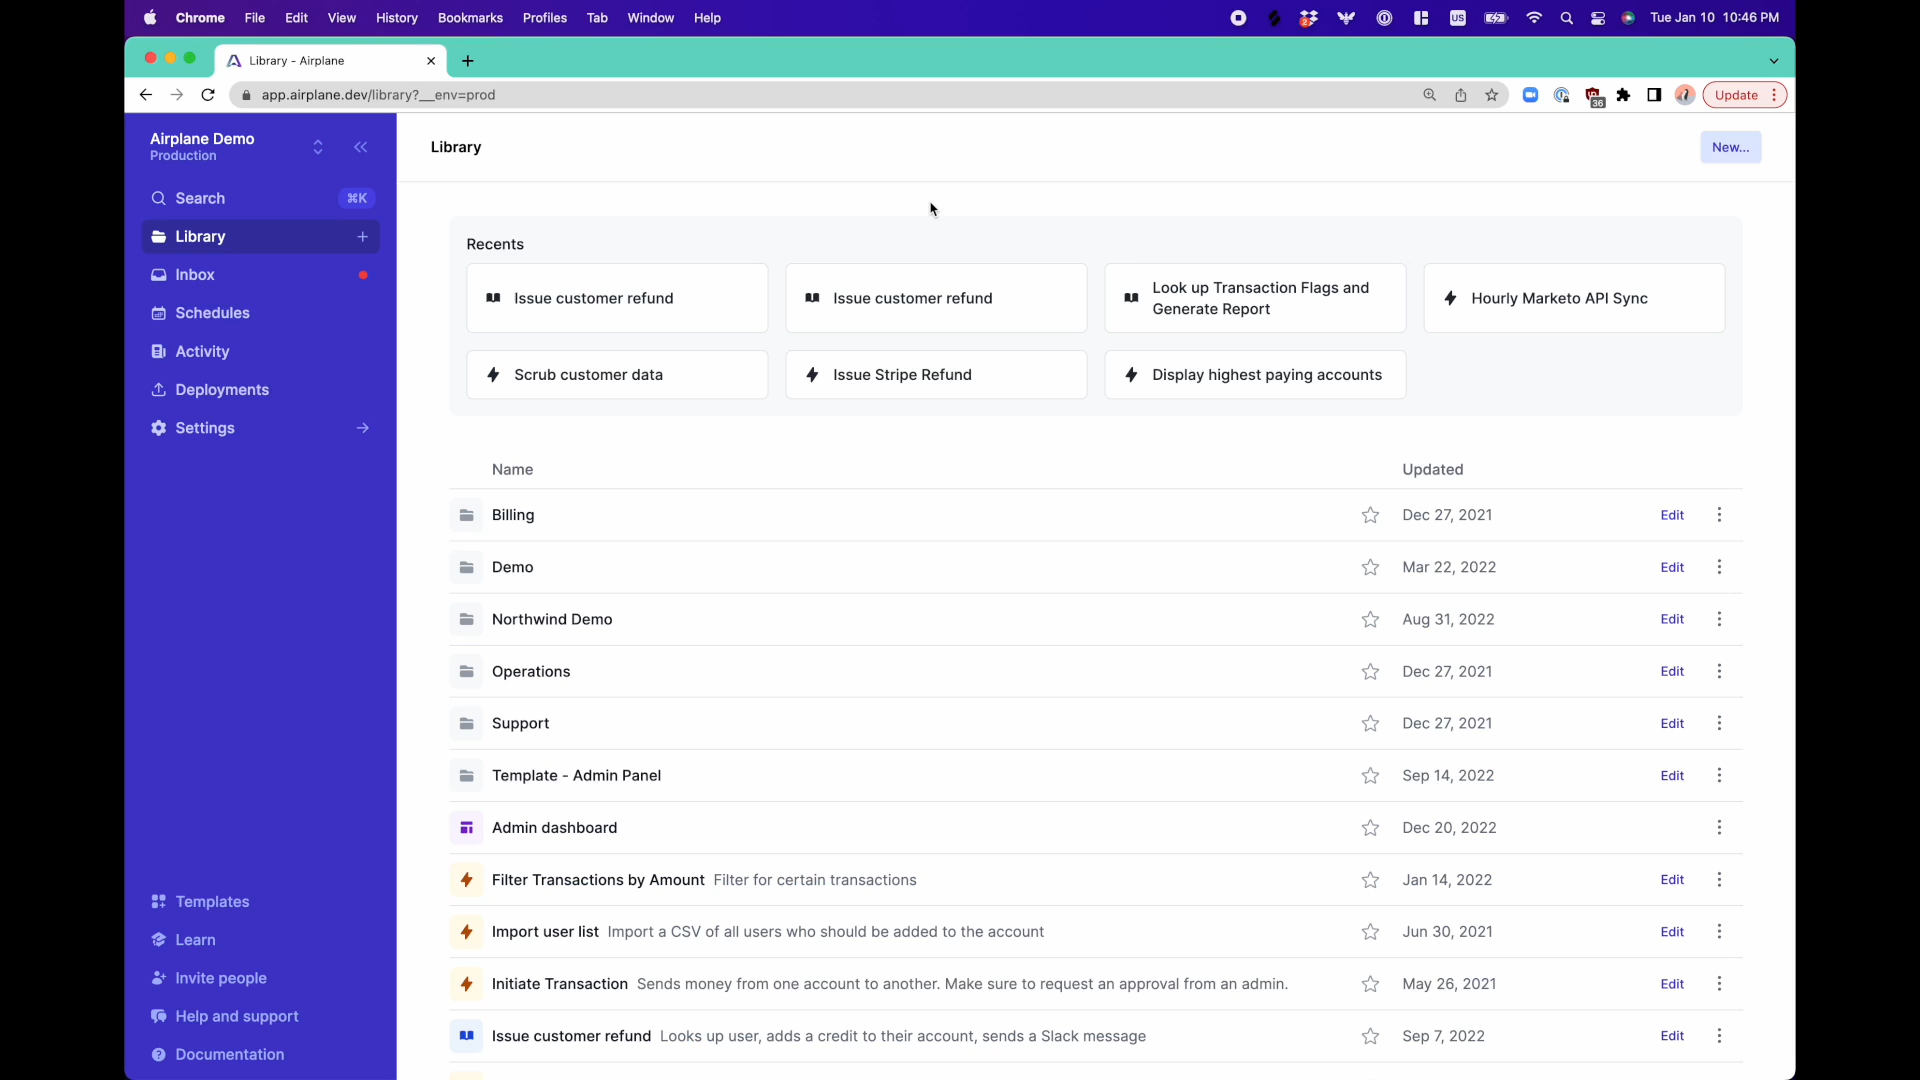 Chrome File Edit View History Bookmarks Profiles Tab Window Help
2 US Tue Jan 10 10:46 PM
Library - Airplane
app.airplane.dev/library?__env=prod
36
Update
Airplane Demo
Production
Search ⌘K
Library
Inbox
Schedules
Activity
Deployments
Settings
Templates
Learn
Invite people
Help and support
Documentation
Library
New...
Recents
Issue customer refund
Issue customer refund
Look up Transaction Flags and
Generate Report
Hourly Marketo API Sync
Scrub customer data
Issue Stripe Refund
Display highest paying accounts
Name Updated
Billing Dec 27, 2021 Edit
Demo Mar 22, 2022 Edit
Northwind Demo Aug 31, 2022 Edit
Operations Dec 27, 2021 Edit
Support Dec 27, 2021 Edit
Template - Admin Panel Sep 14, 2022 Edit
Admin dashboard Dec 20, 2022
Filter Transactions by Amount Filter for certain transactions Jan 14, 2022 Edit
Import user list Import a CSV of all users who should be added to the account Jun 30, 2021 Edit
Initiate Transaction Sends money from one account to another. Make sure to request an approval from an admin. May 26, 2021 Edit
Issue customer refund Looks up user, adds a credit to their account, sends a Slack message Sep 7, 2022 Edit